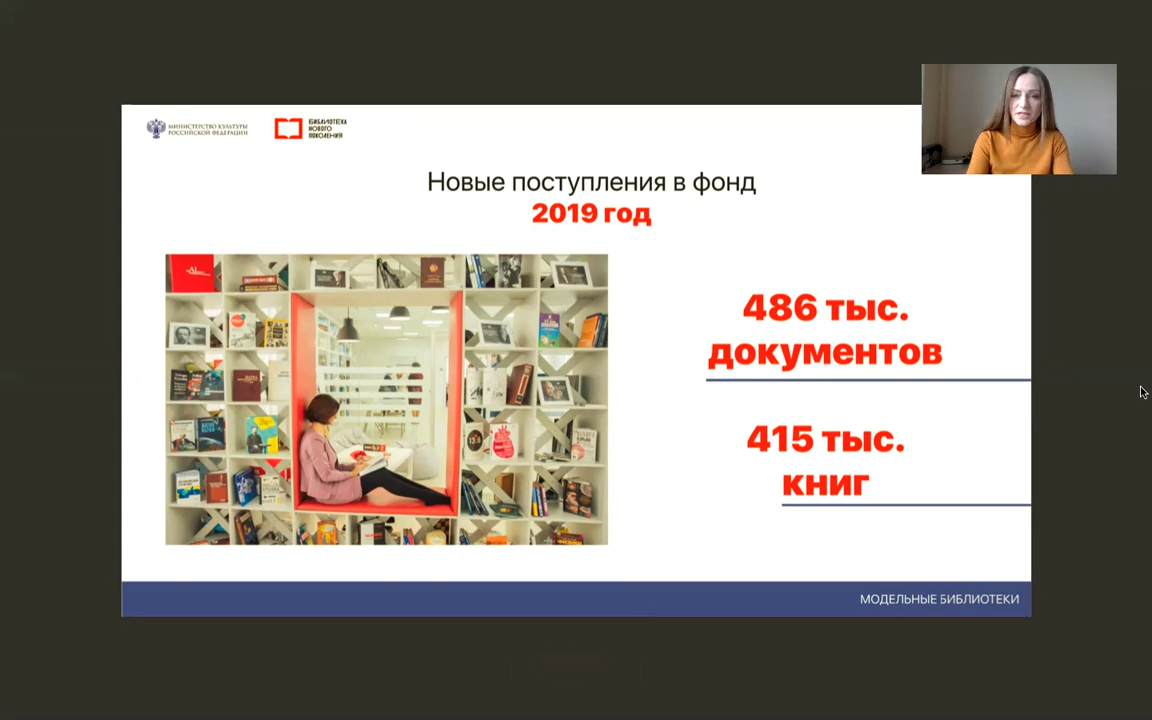 МИНИСТЕРСТВО КУЛЬТУРЫ
РОССИЙСКОЙ ФЕДЕРАЦИИ
БИБЛИОТЕКА
НОВОГО
ПОКОЛЕНИЯ
Новые поступления в фонд
2019 год
486 тыс.
документов
415 тыс.
книг
МОДЕЛЬНЫЕ БИБЛИОТЕКИ